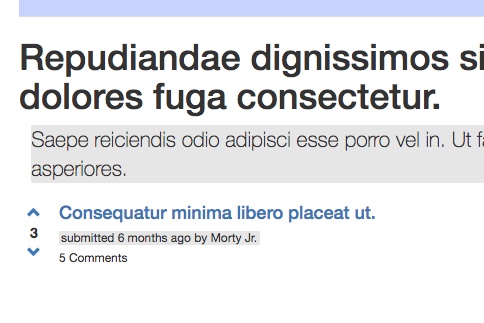 Repudiandae dignissimos si
dolores fuga consectetur.
Saepe reiciendis odio adipisci esse porro vel in. Ut fa
asperiores.
Consequatur minima libero placeat ut.
submitted 6 months ago by Morty Jr.
3
5 Comments